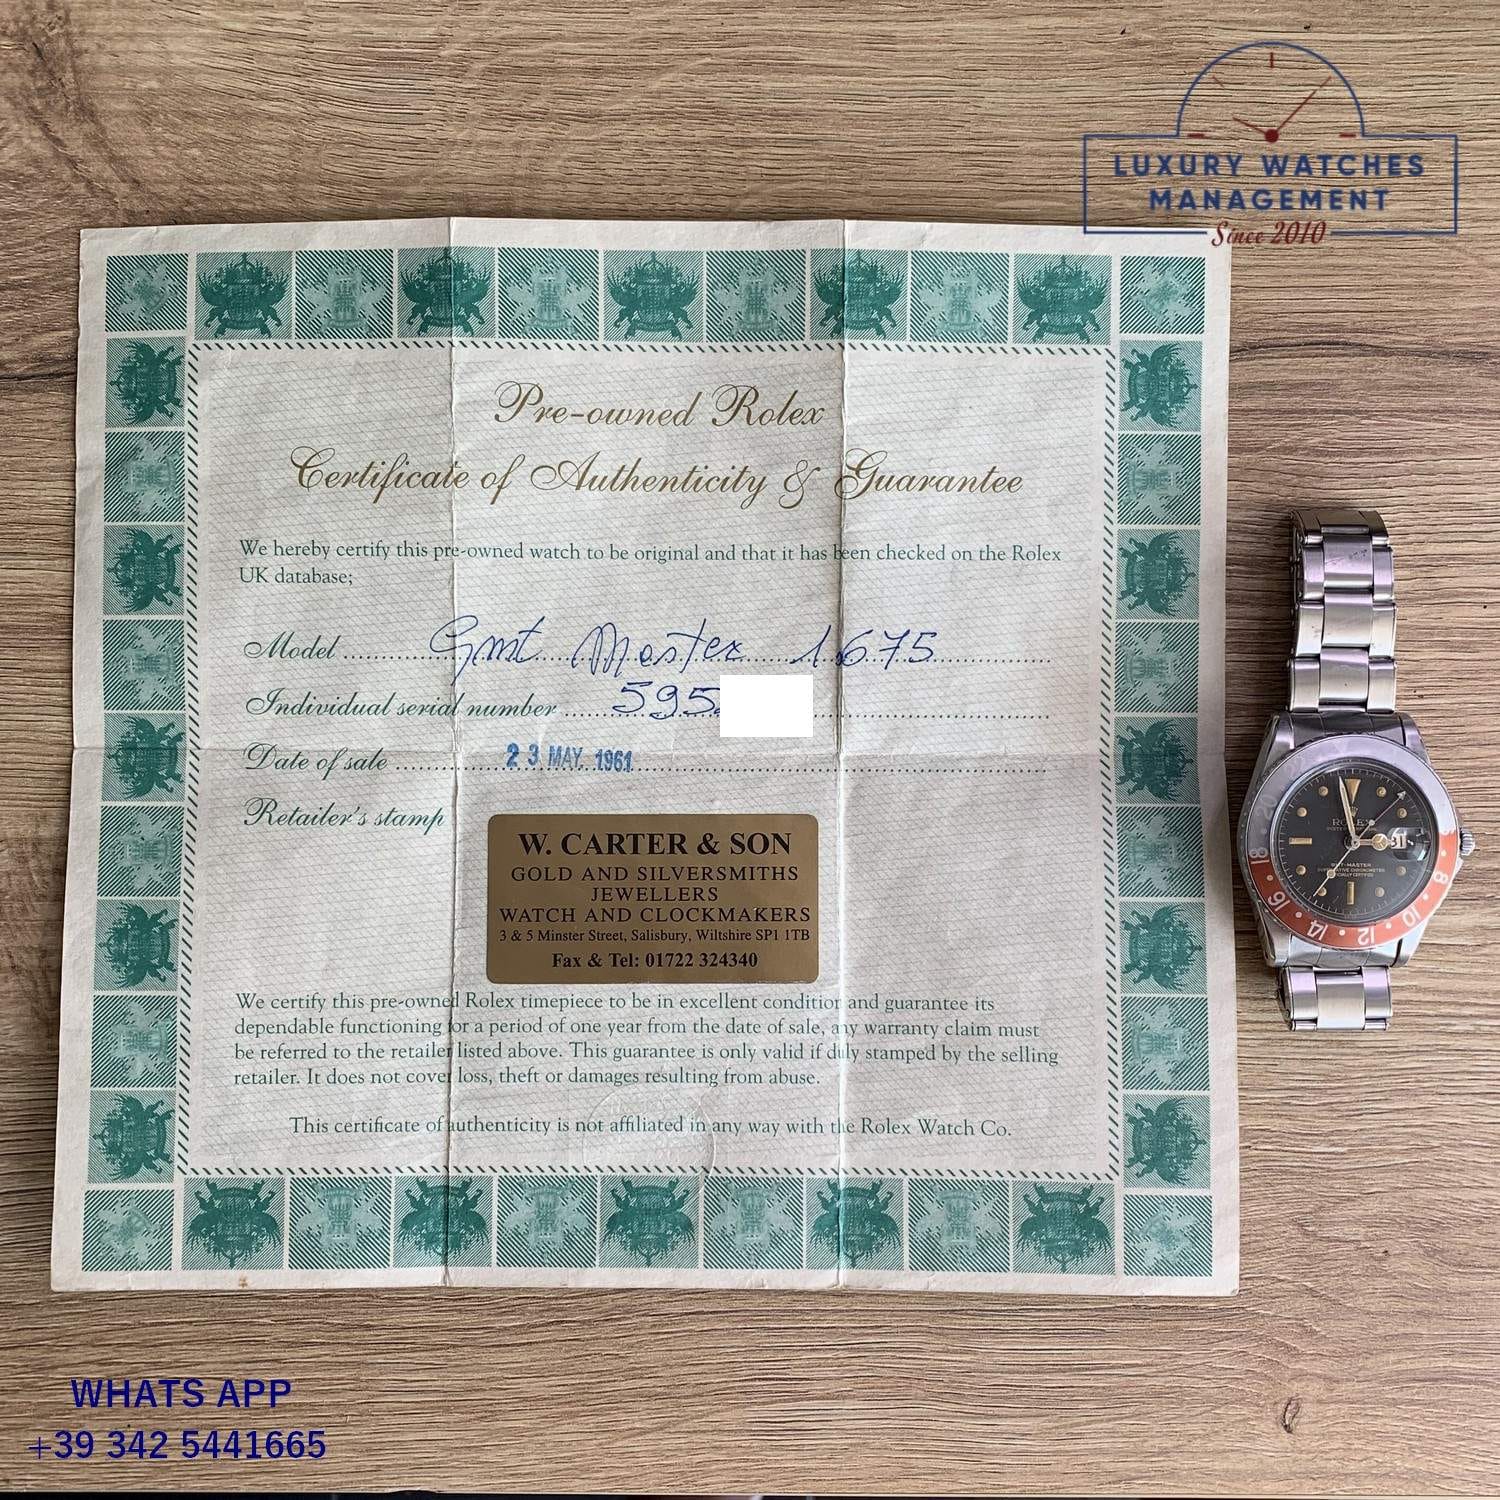 LUXURY WATCHES
MANAGEMENT
Since 2010
Pre-owned Rolex
Certificate of Authenticity & Guarantee
We hereby certify this pre-owned watch to be original and that it has been checked on the Rolex
UK database;
Model Gmt Master 1.675
Individual serial number 595
Date of sale 23 MAY 1961
Retailer's stamp
W. CARTER & SON
GOLD AND SILVERSMITHS
JEWELLERS
WATCH AND CLOCKMAKERS
3 & 5 Minster Street, Salisbury, Wiltshire SP1 1TB
Fax & Tel: 01722 324340
We certify this pre-owned Rolex timepiece to be in excellent condition and guarantee its
dependable functioning for a period of one year from the date of sale, any warranty claim must
be referred to the retailer listed above. This guarantee is only valid if duly stamped by the selling
retailer. It does not cover loss, theft or damages resulting from abuse.
This certificate of authenticity is not affiliated in any way with the Rolex Watch Co.
ROLEX
31
GMT-MASTER
8
10
12
14
16
18
WHATS APP
+39 342 5441665